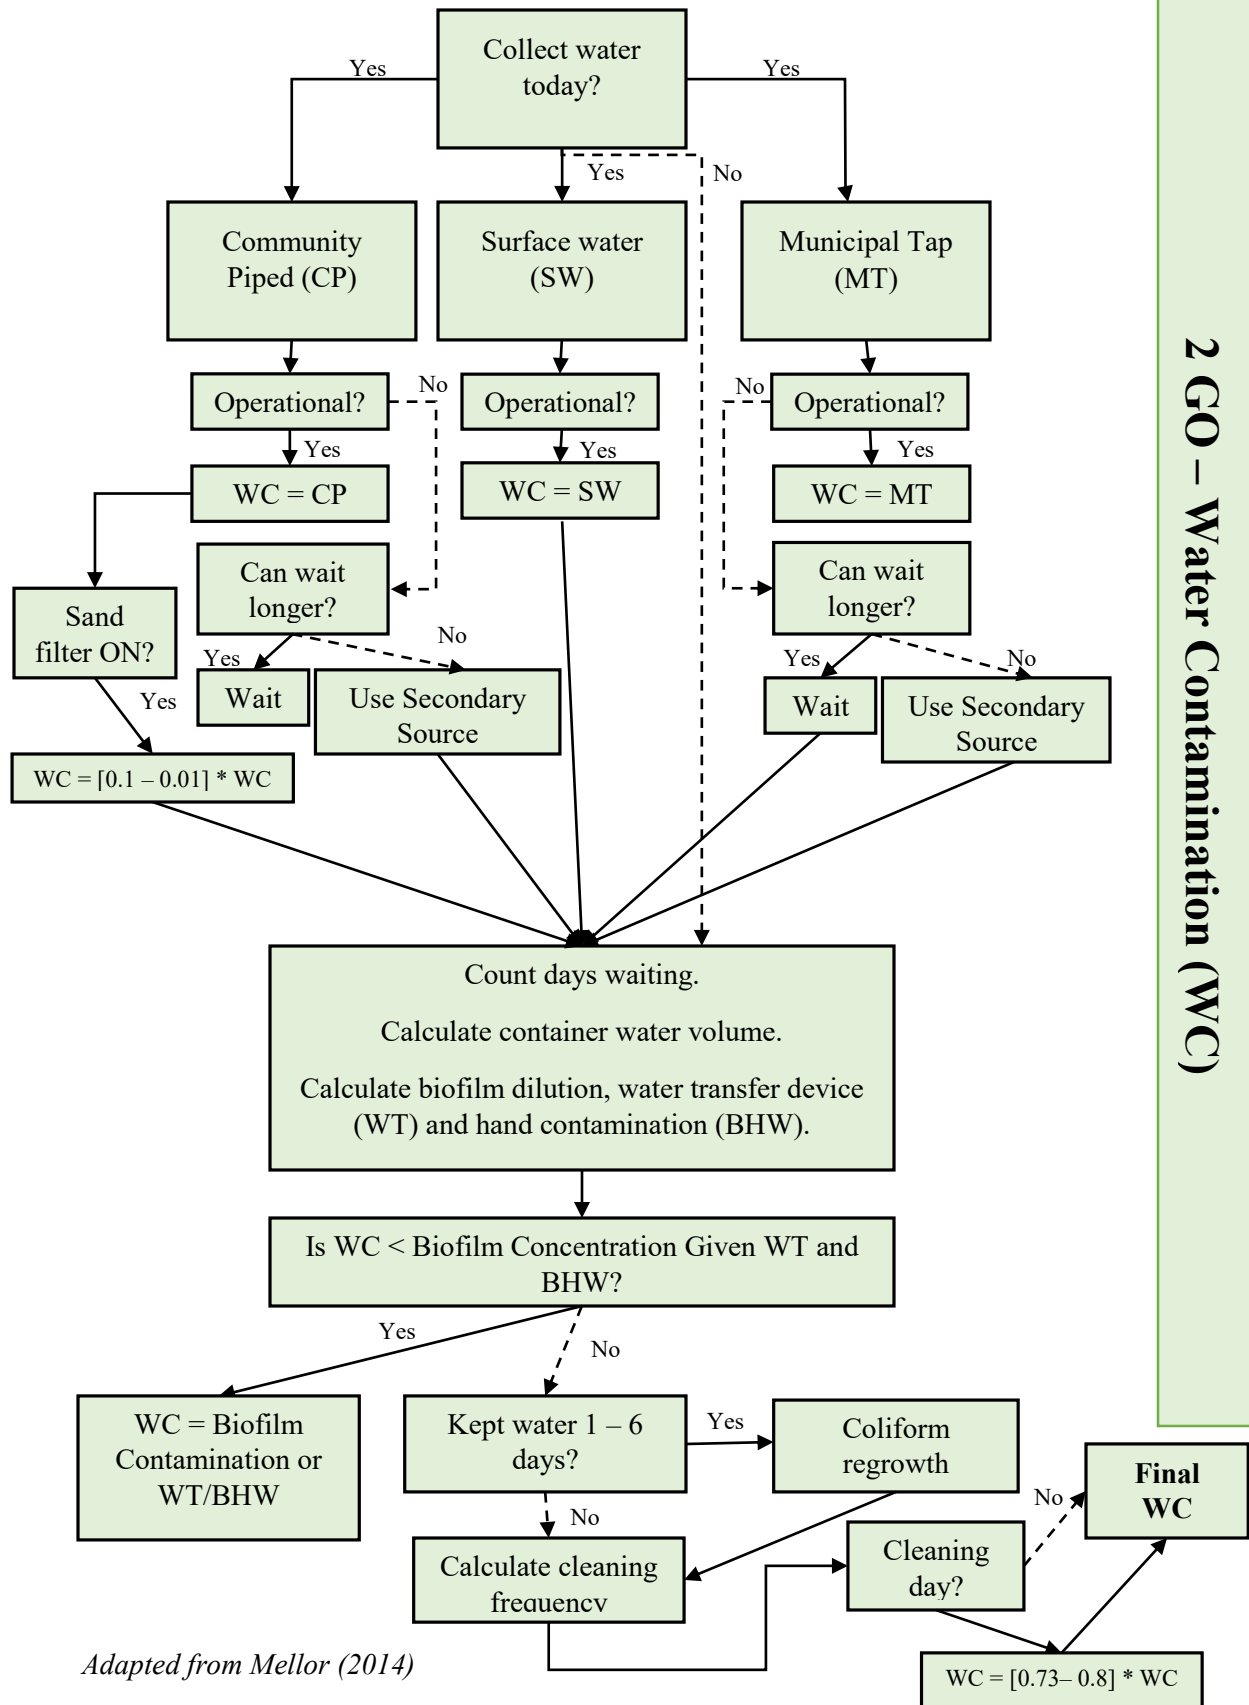 Collect water
today?
Yes
Yes
Yes
No
Community
Piped (CP)
Surface water
(SW)
Municipal Tap
(MT)
Operational?
No
Operational?
No
Operational?
Yes
Yes
Yes
WC = CP
WC = SW
WC = MT
Can wait
longer?
Can wait
longer?
Sand
filter ON?
Yes
No
Yes
No
Yes
Wait
Use Secondary
Source
Wait
Use Secondary
Source
WC = [0.1 – 0.01] * WC
Count days waiting.
Calculate container water volume.
Calculate biofilm dilution, water transfer device
(WT) and hand contamination (BHW).
Is WC < Biofilm Concentration Given WT and
BHW?
Yes
No
WC = Biofilm
Contamination or
WT/BHW
Kept water 1 – 6
days?
Yes
Coliform
regrowth
No
Calculate cleaning
frequency
Cleaning
day?
No
Final
WC
WC = [0.73– 0.8] * WC
Adapted from Mellor (2014)
2 GO – Water Contamination (WC)